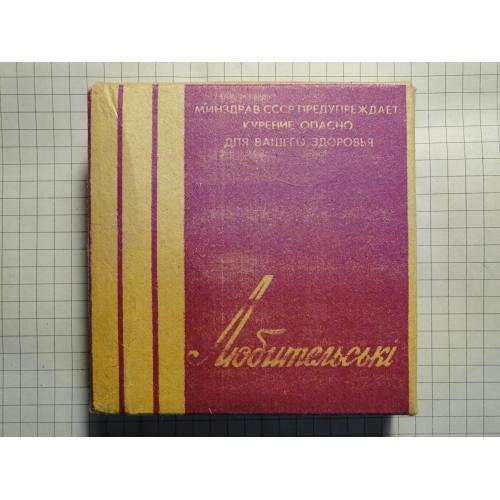 МИНЗДРАВ СССР ПРЕДУПРЕЖДАЕТ
КУРЕНИЕ ОПАСНО
ДЛЯ ВАШЕГО ЗДОРОВЬЯ
Любительські